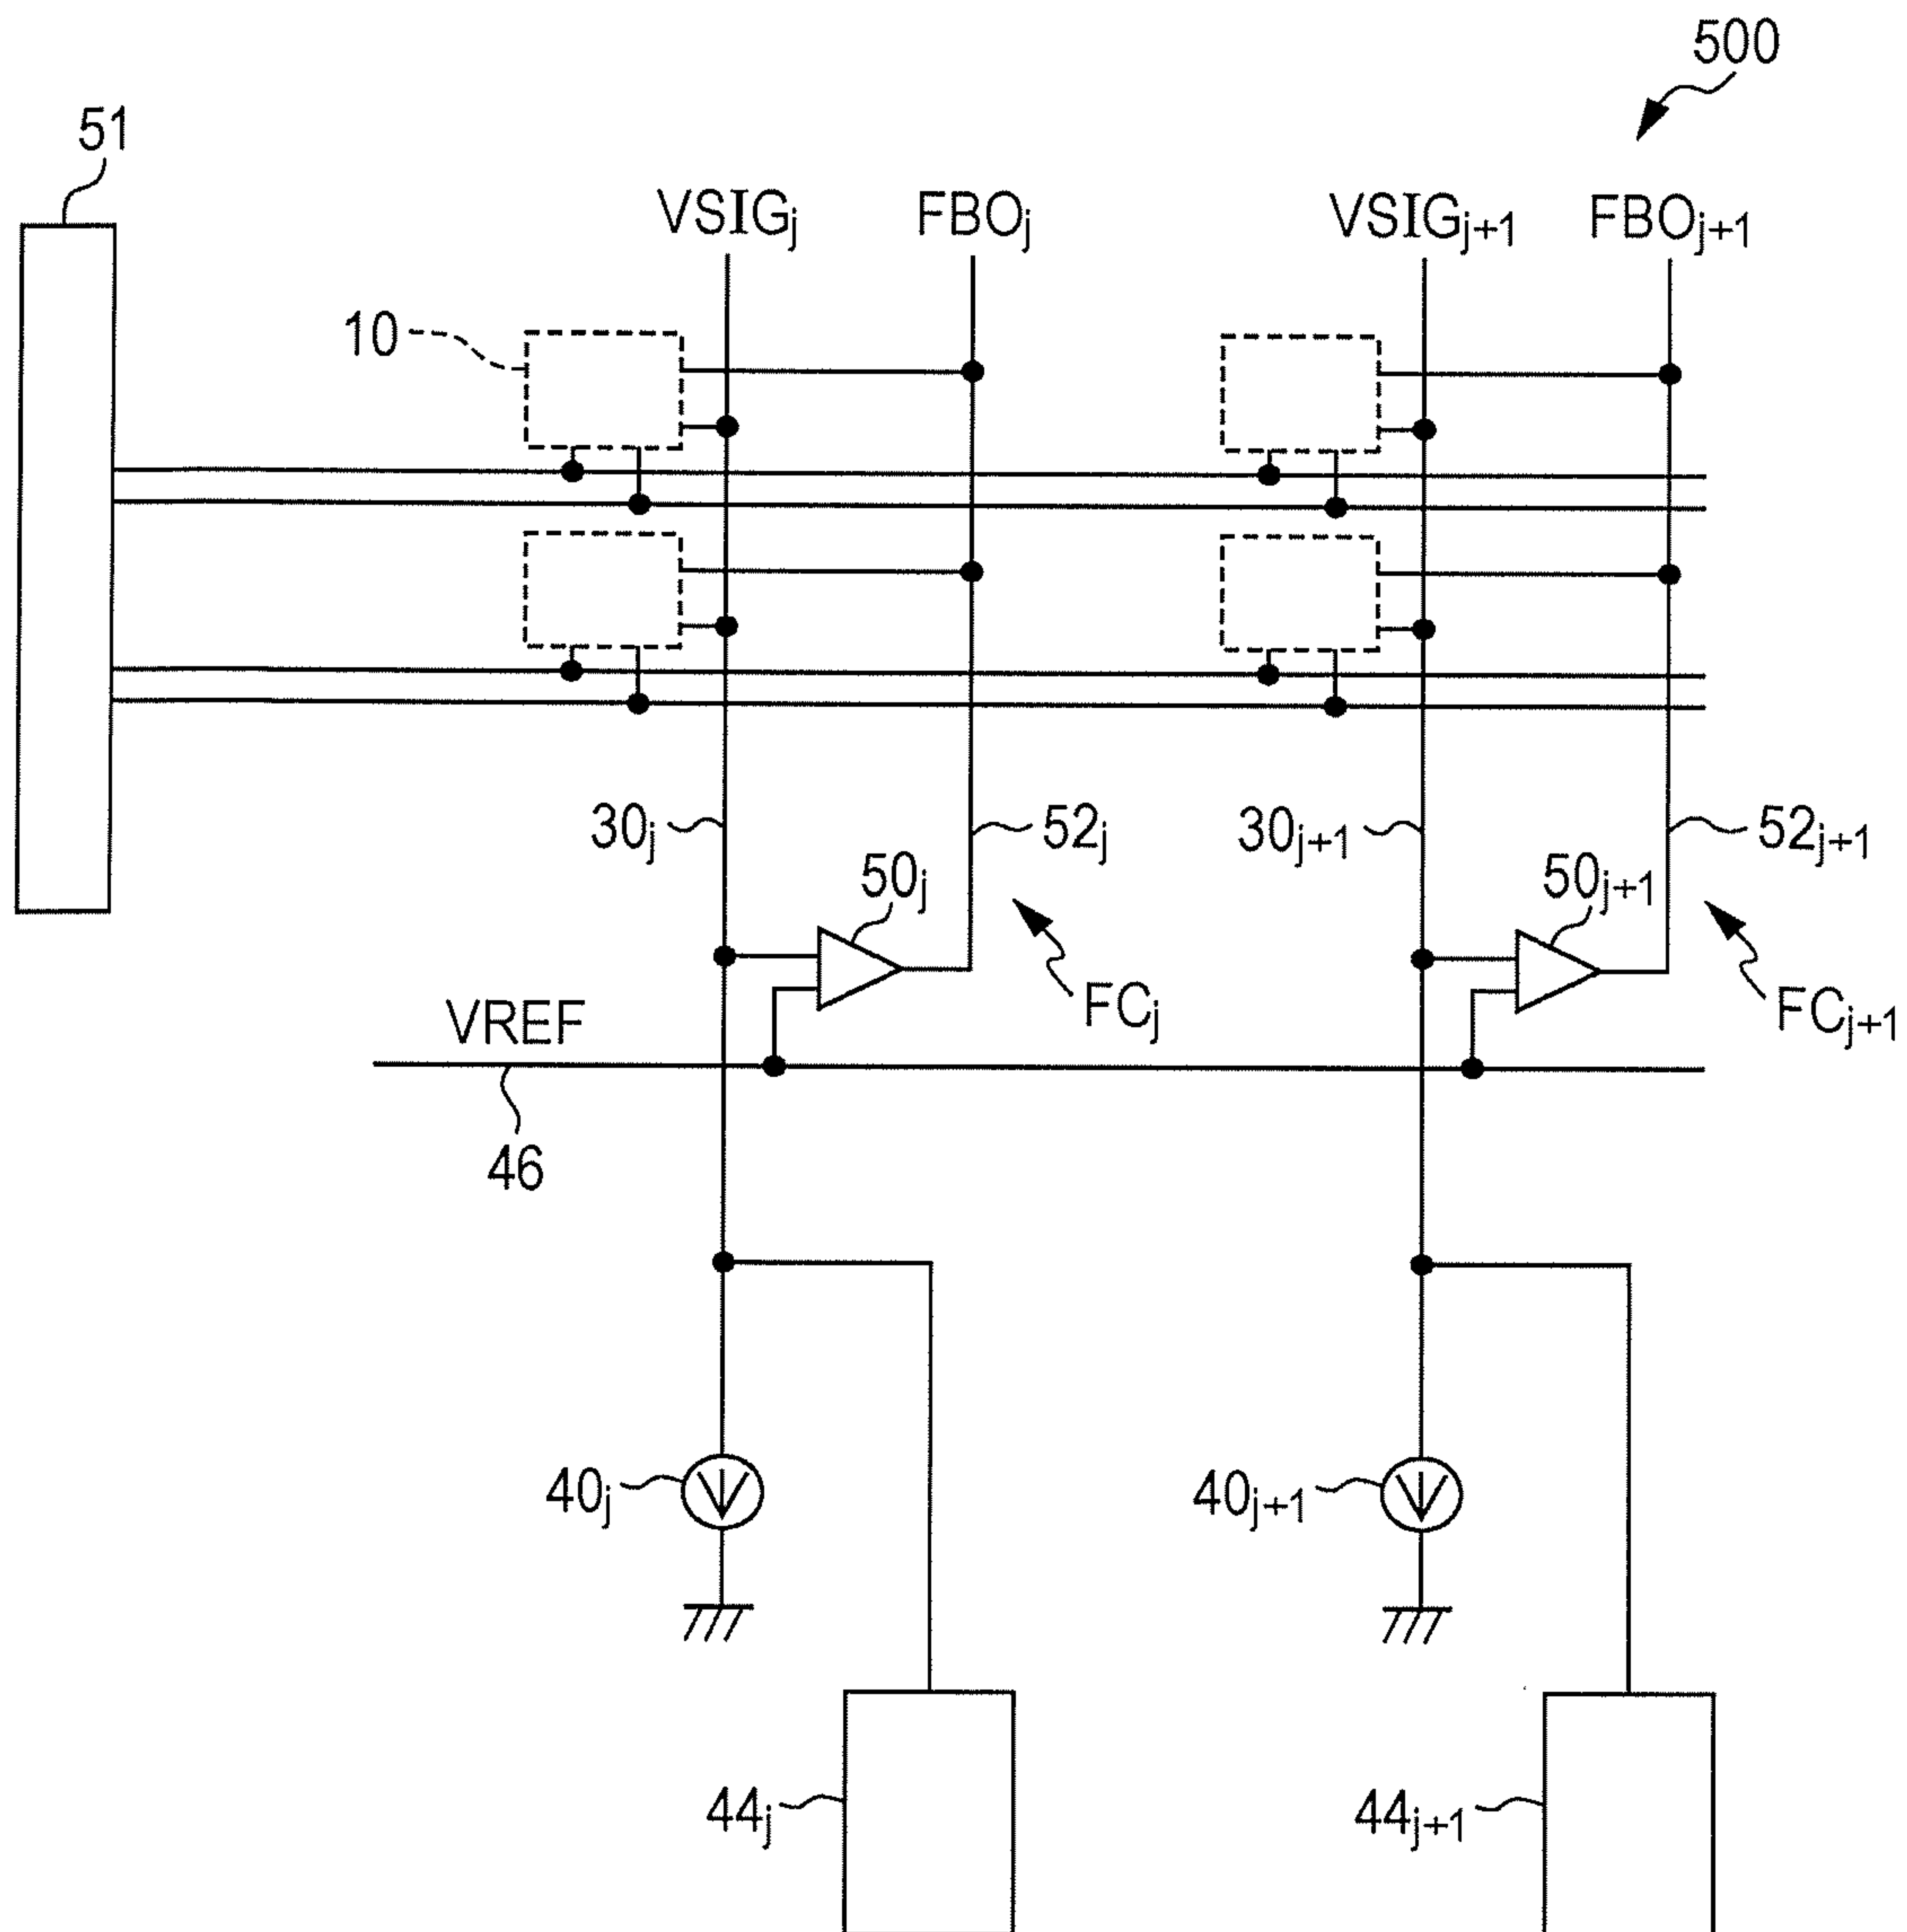 500
51
VSIGj FBOj VSIGj+1 FBOj+1
10
30j 52j 30j+1 52j+1
50j 50j+1
FCj FCj+1
VREF
46
40j 40j+1
44j 44j+1